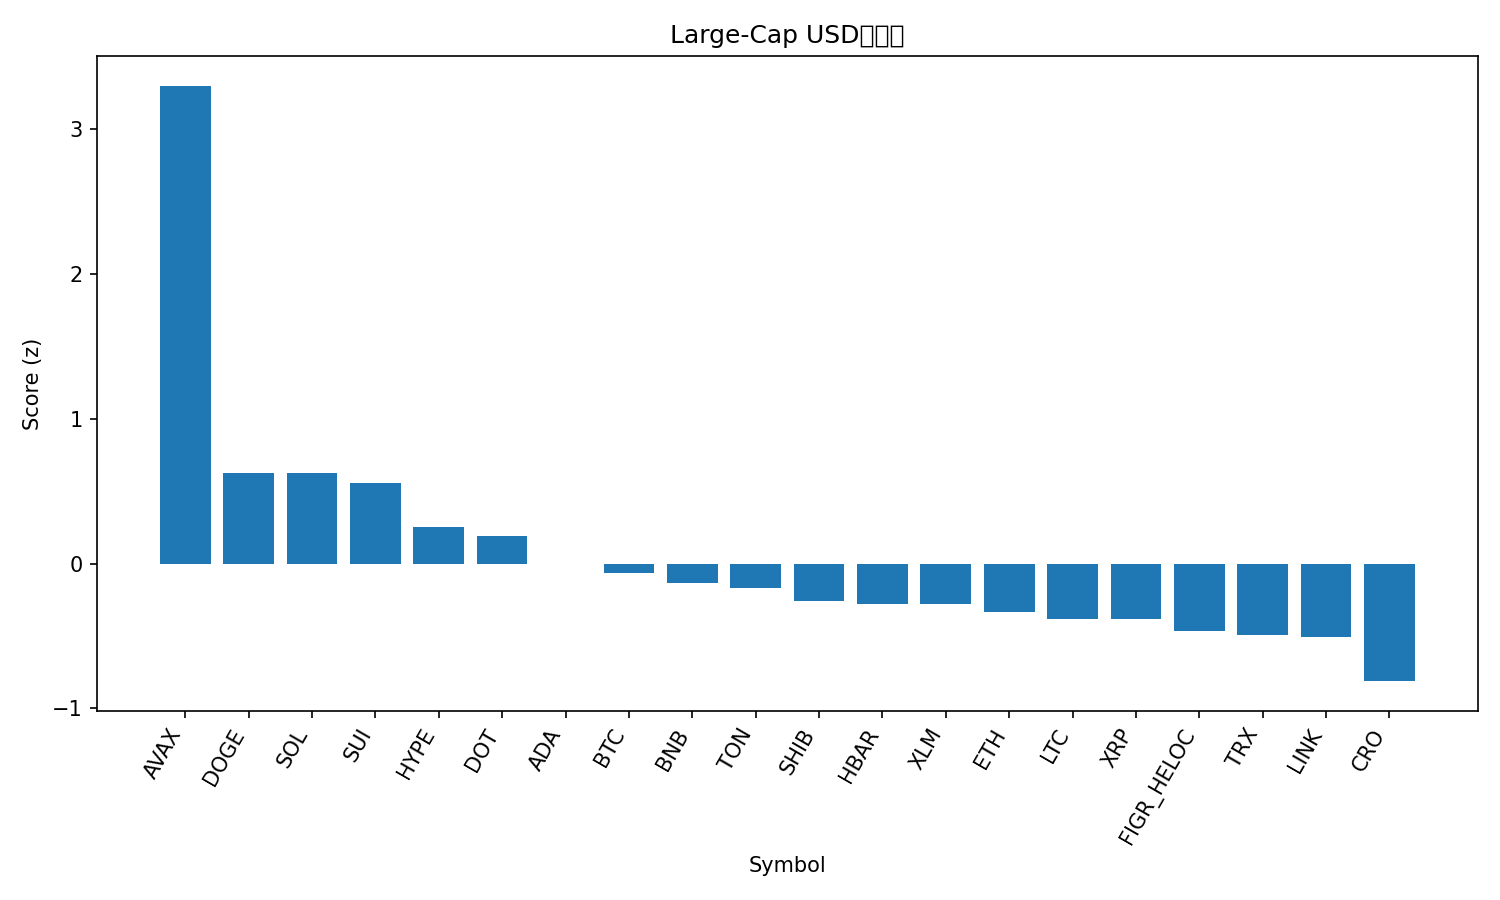 Large-Cap USD
3
2
1
0
−1
Score (z)
AVAX
DOGE
SOL
SUI
HYPE
DOT
ADA
BTC
BNB
TON
SHIB
HBAR
XLM
ETH
LTC
XRP
FIGR_HELOC
TRX
LINK
CRO
Symbol